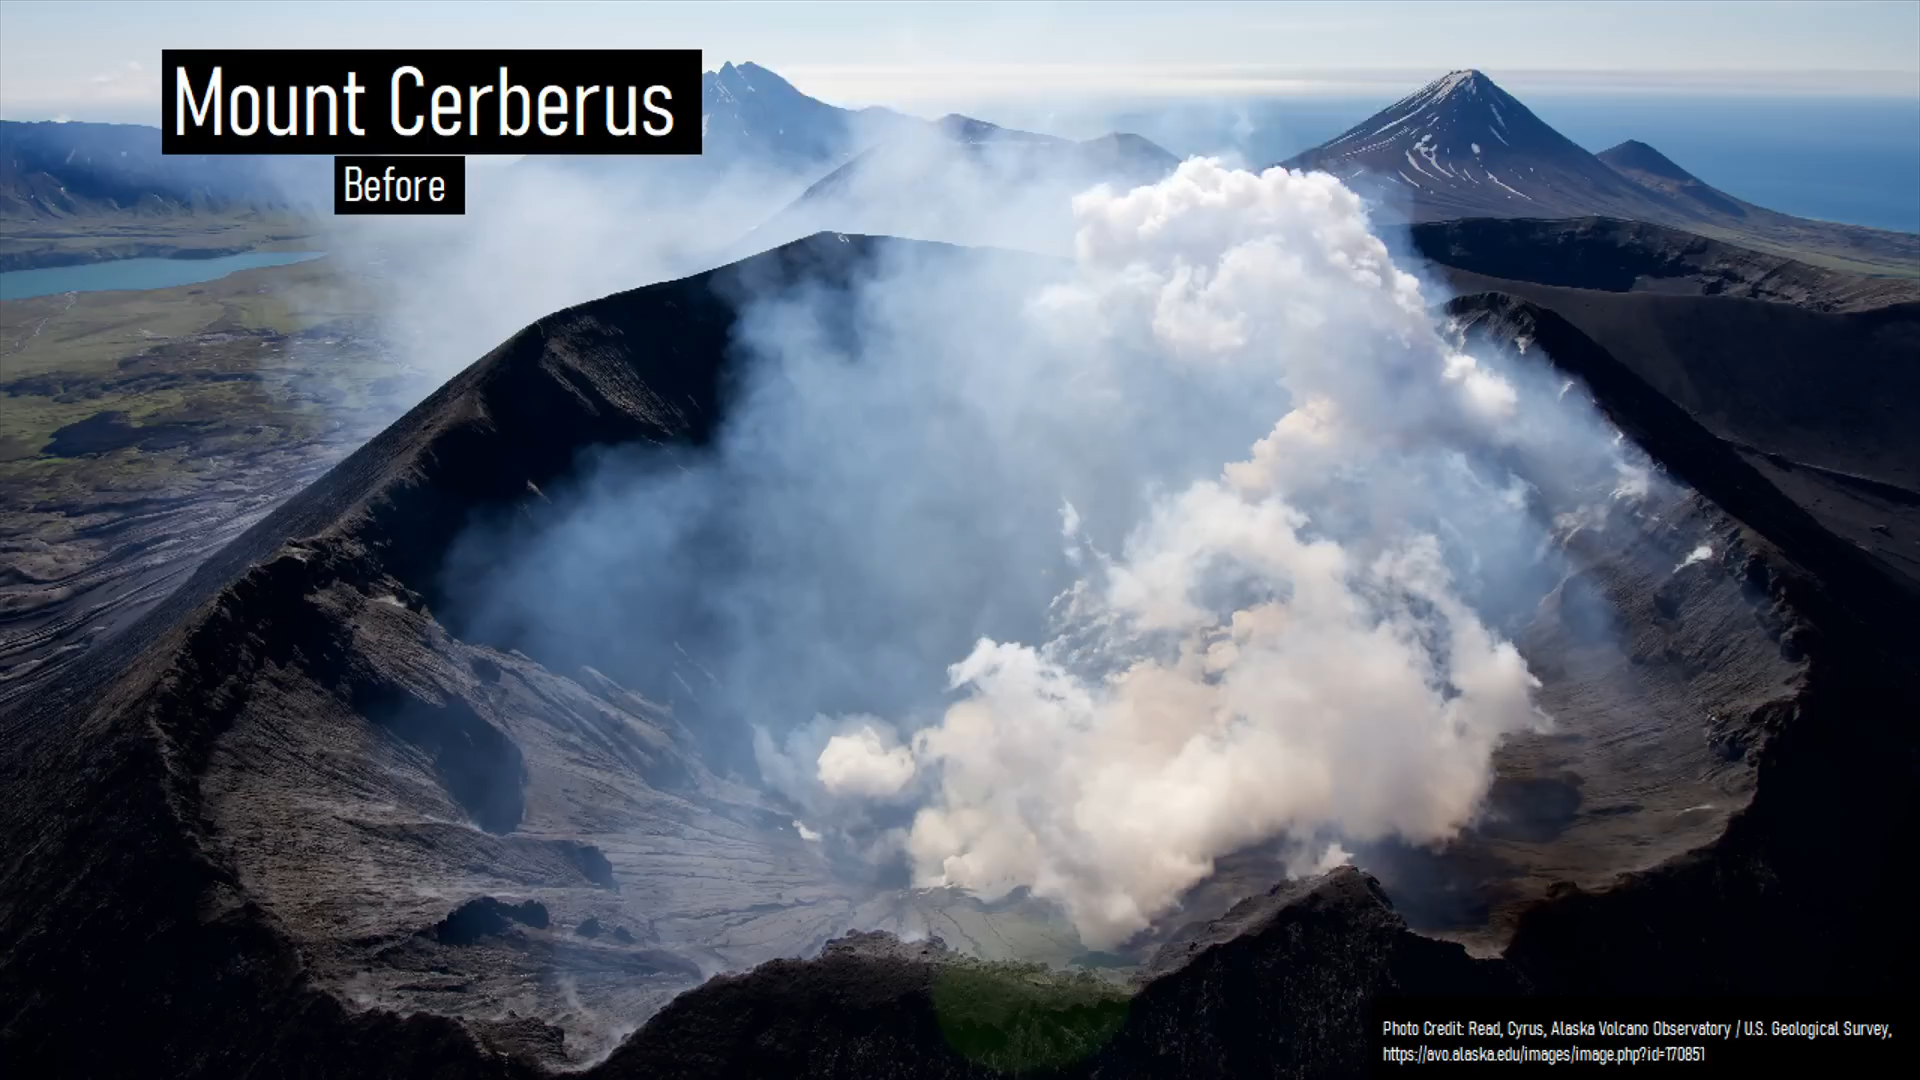 Mount Cerberus
Before
Photo Credit: Read, Cyrus, Alaska Volcano Observatory / U.S. Geological Survey,
https://avo.alaska.edu/images/image.php?id=170851